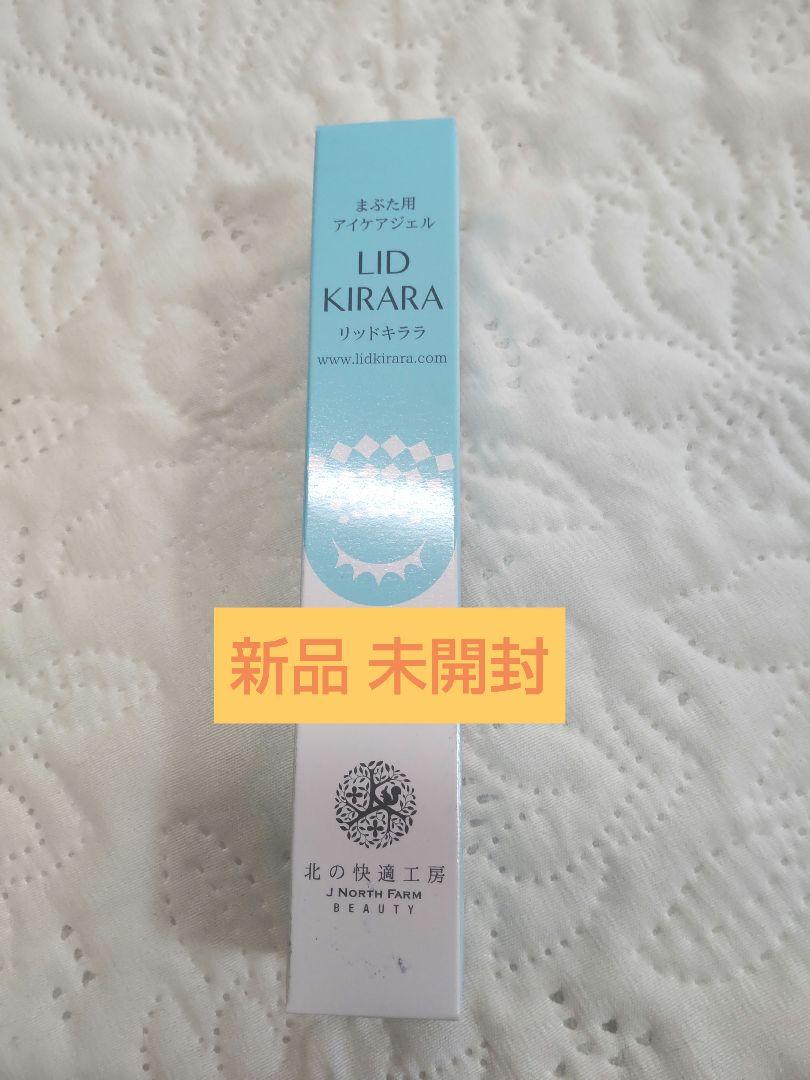 まぶた用
アイケアジェル
LID
KIRARA
リッドキララ
www.lidkirara.com
新品 未開封
北の快適工房
J NORTH FARM
BEAUTY